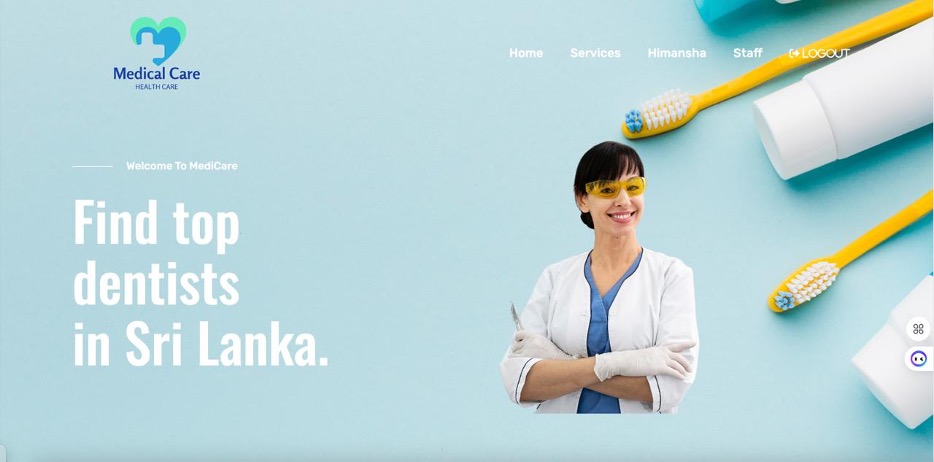 Medical Care
HEALTH CARE
Home Services Himansha Staff LOGOUT
Welcome To MediCare
Find top
dentists
in Sri Lanka.